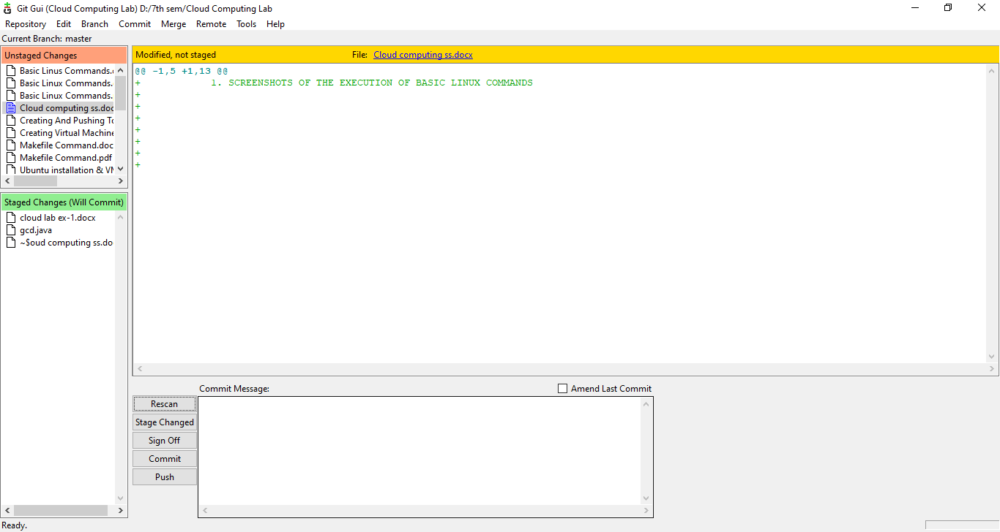 Git Gui (Cloud Computing Lab) D:/7th sem/Cloud Computing Lab
Repository Edit Branch Commit Merge Remote Tools Help
Current Branch: master
Unstaged Changes
Basic Linus Commands.
Basic Linux Commands.
Basic Linux Commands.
Cloud computing ss.doc
Creating And Pushing To
Creating Virtual Machine
Makefile Command.doc
Makefile Command.pdf
Ubuntu installation & VM
Staged Changes (Will Commit)
cloud lab ex-1.docx
gcd.java
~$oud computing ss.do
Modified, not staged File: Cloud computing ss.docx
@@ -1,5 +1,13 @@
+ 1. SCREENSHOTS OF THE EXECUTION OF BASIC LINUX COMMANDS
+
+
+
+
+
+
+
Commit Message: Amend Last Commit
Rescan
Stage Changed
Sign Off
Commit
Push
Ready.